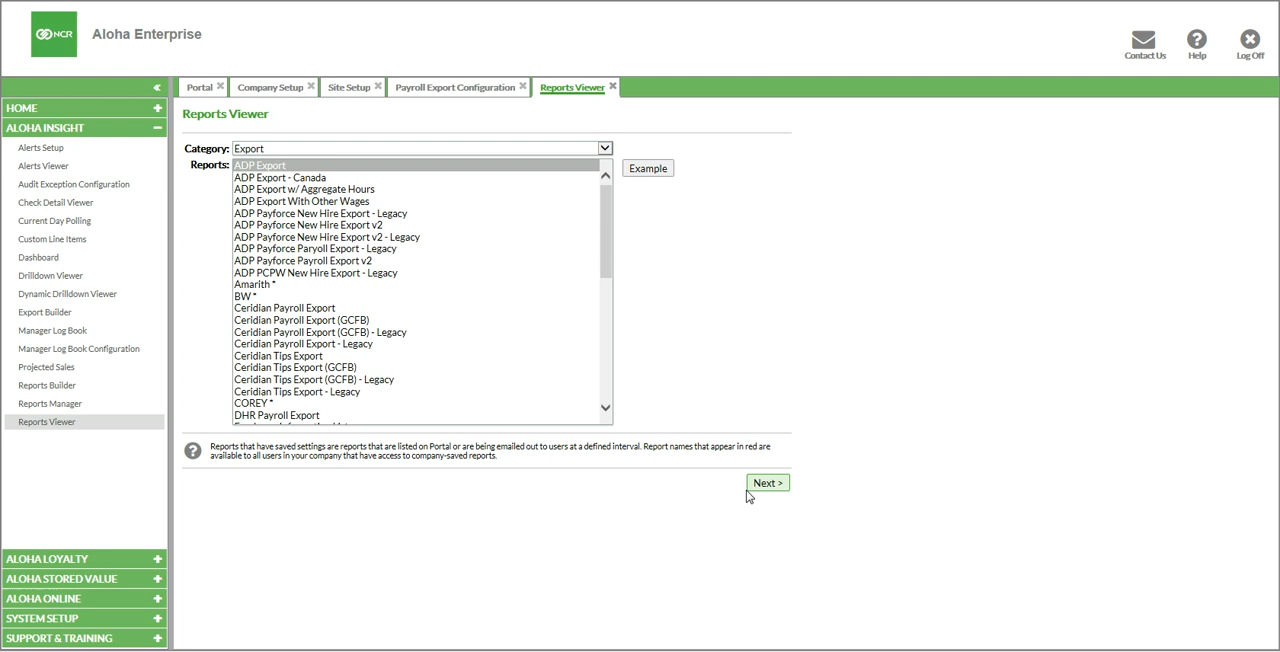 NCR
Aloha Enterprise
Contact Us
Help
Log Off
«
HOME +
ALOHA INSIGHT –
Alerts Setup
Alerts Viewer
Audit Exception Configuration
Check Detail Viewer
Current Day Polling
Custom Line Items
Dashboard
Drilldown Viewer
Dynamic Drilldown Viewer
Export Builder
Manager Log Book
Manager Log Book Configuration
Projected Sales
Reports Builder
Reports Manager
Reports Viewer
ALOHA LOYALTY +
ALOHA STORED VALUE +
ALOHA ONLINE +
SYSTEM SETUP +
SUPPORT & TRAINING +
Portal Company Setup Site Setup Payroll Export Configuration Reports Viewer
Reports Viewer
Category: Export
Reports: ADP Export
Example
ADP Export - Canada
ADP Export w/ Aggregate Hours
ADP Export With Other Wages
ADP Payforce New Hire Export - Legacy
ADP Payforce New Hire Export v2
ADP Payforce New Hire Export v2 - Legacy
ADP Payforce Paryoll Export - Legacy
ADP Payforce Payroll Export v2
ADP PCPW New Hire Export - Legacy
Amarith *
BW *
Ceridian Payroll Export
Ceridian Payroll Export (GCFB)
Ceridian Payroll Export (GCFB) - Legacy
Ceridian Payroll Export - Legacy
Ceridian Tips Export
Ceridian Tips Export (GCFB)
Ceridian Tips Export (GCFB) - Legacy
Ceridian Tips Export - Legacy
COREY *
DHR Payroll Export
Reports that have saved settings are reports that are listed on Portal or are being emailed out to users at a defined interval. Report names that appear in red are
available to all users in your company that have access to company-saved reports.
Next >